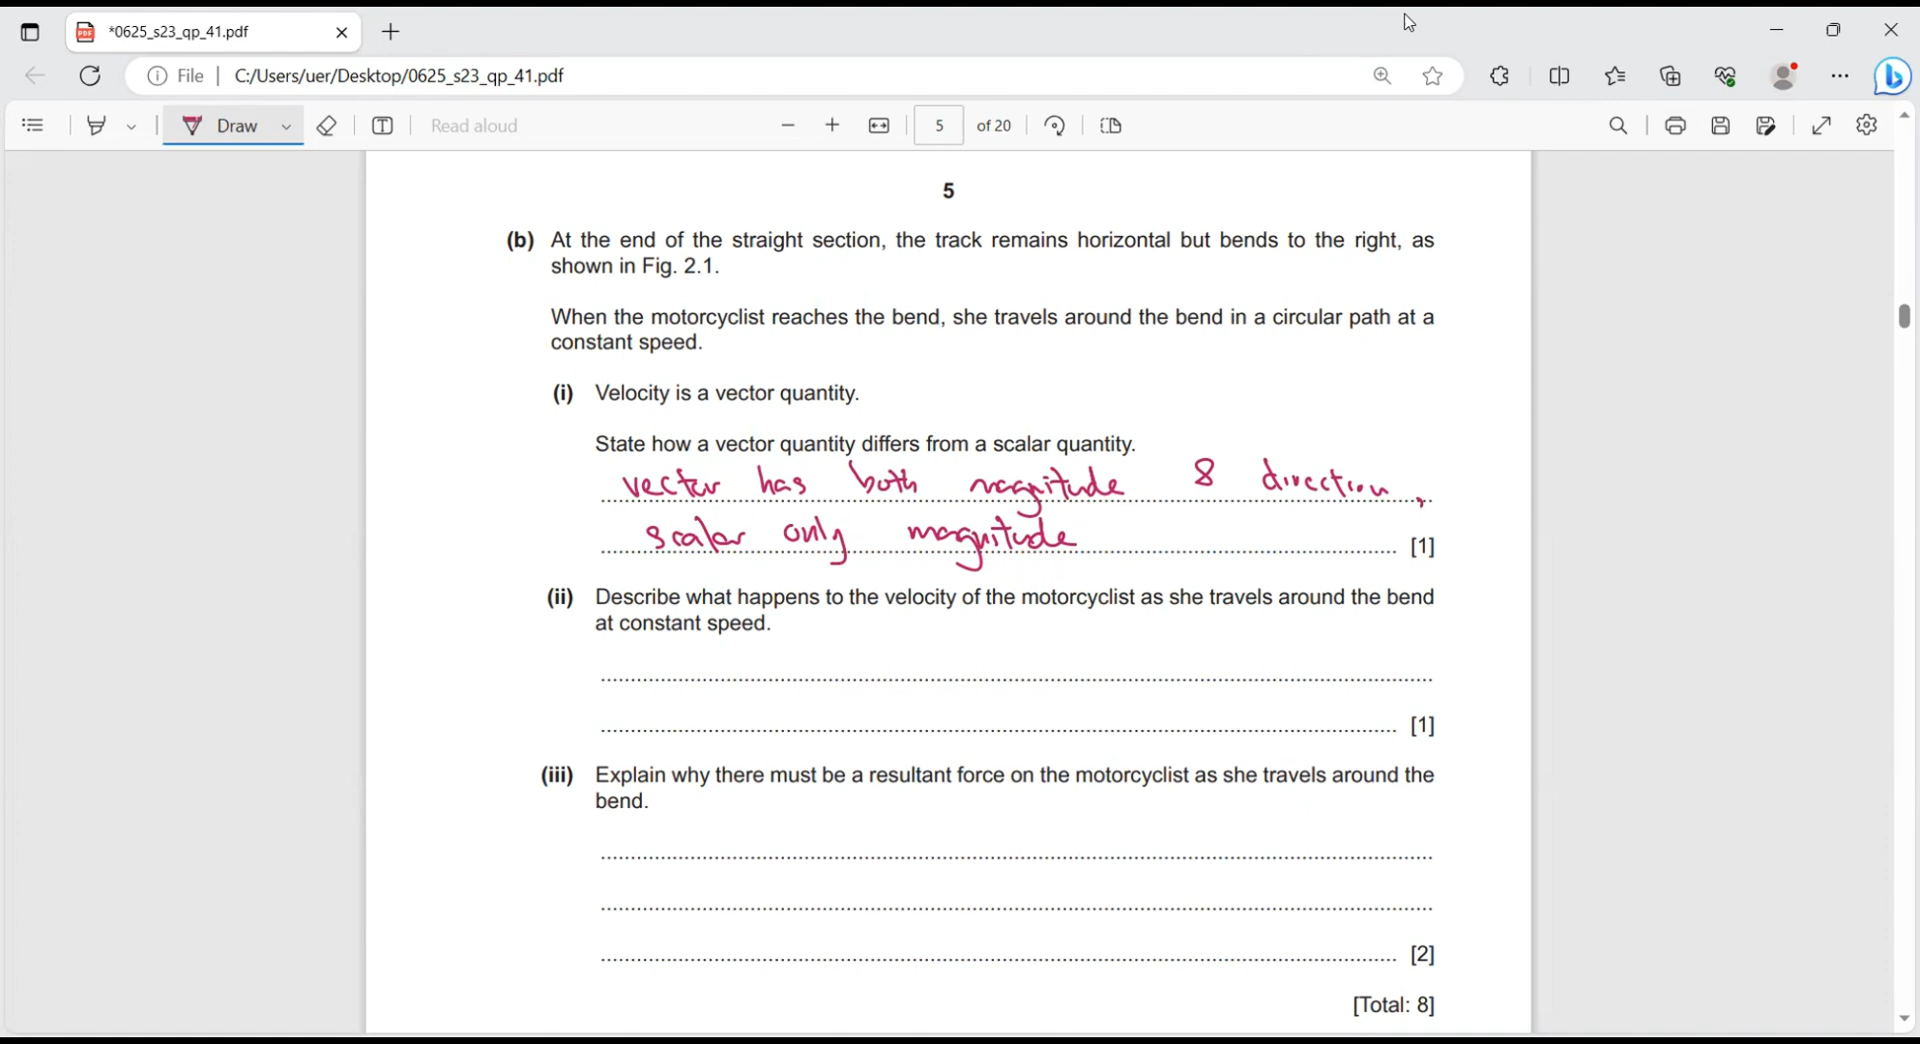 *0625_s23_qp_41.pdf
File | C:/Users/uer/Desktop/0625_s23_qp_41.pdf
Draw
Read aloud
5 of 20
5
(b) At the end of the straight section, the track remains horizontal but bends to the right, as
shown in Fig. 2.1.
When the motorcyclist reaches the bend, she travels around the bend in a circular path at a
constant speed.
(i) Velocity is a vector quantity.
State how a vector quantity differs from a scalar quantity.
vector has both magnitude & direction,
scalar only magnitude
[1]
(ii) Describe what happens to the velocity of the motorcyclist as she travels around the bend
at constant speed.
[1]
(iii) Explain why there must be a resultant force on the motorcyclist as she travels around the
bend.
[2]
[Total: 8]